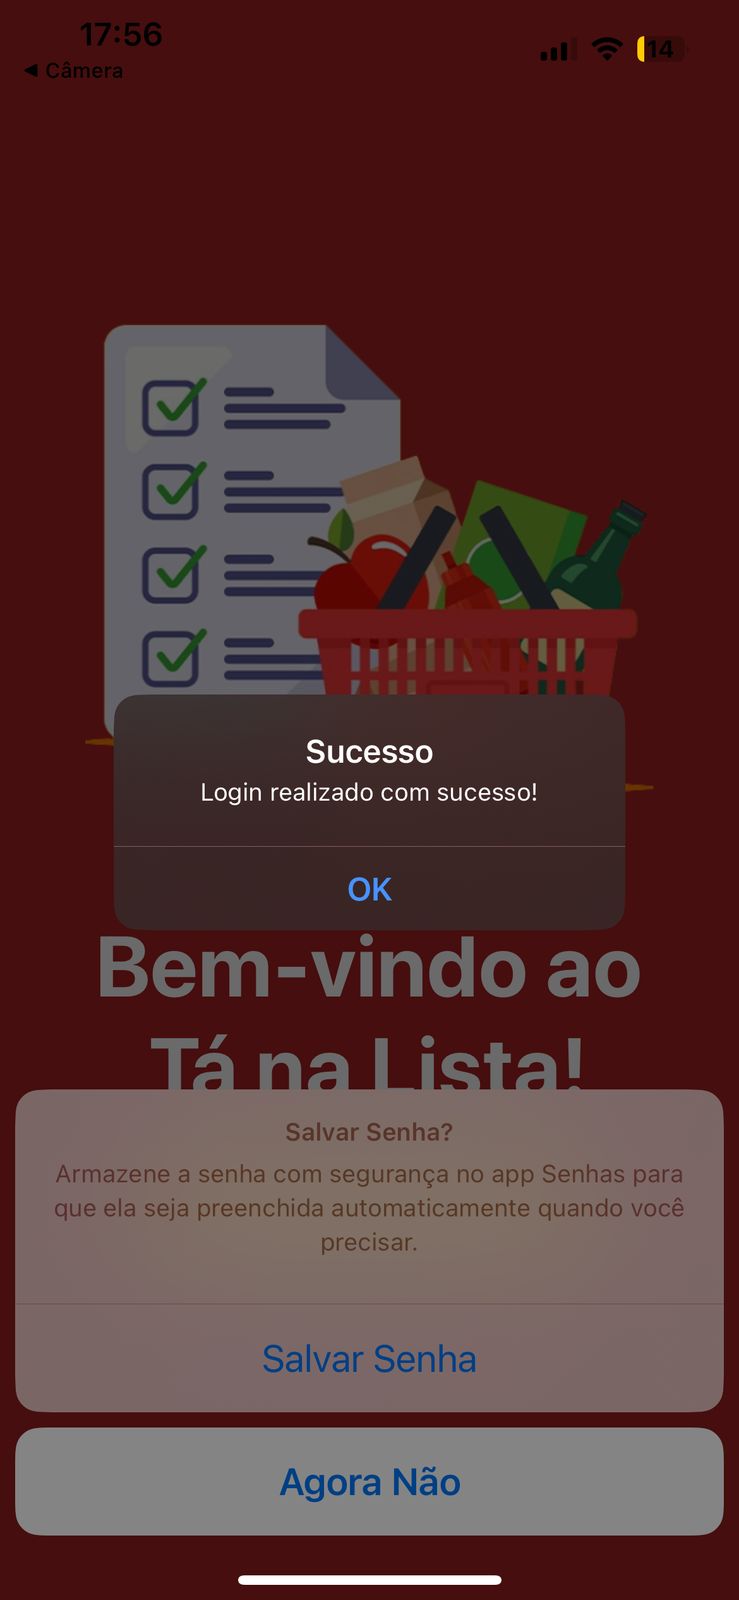 17:56
14
◀ Câmera
Sucesso
Login realizado com sucesso!
OK
Bem-vindo ao
Tá na Lista!
Salvar Senha?
Armazene a senha com segurança no app Senhas para
que ela seja preenchida automaticamente quando você
precisar.
Salvar Senha
Agora Não